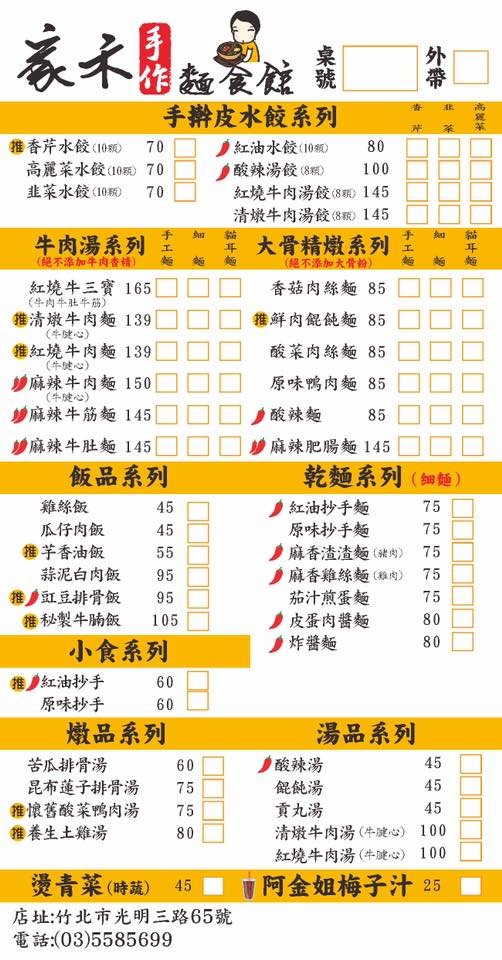 家禾手作麵食館 桌號 外帶
手擀皮水餃系列 香芹 韭菜 高麗菜
推 香芹水餃(10顆) 70
高麗菜水餃(10顆) 70
韭菜水餃(10顆) 70
紅油水餃(10顆) 80
酸辣湯餃(8顆) 100
紅燒牛肉湯餃(8顆) 145
清燉牛肉湯餃(8顆) 145
牛肉湯系列 手工麵 細麵 貓耳麵
(絕不添加牛肉香精)
紅燒牛三寶 165
(牛肉牛肚牛筋)
推 清燉牛肉麵 139
(牛腱心)
推 紅燒牛肉麵 139
(牛腱心)
麻辣牛肉麵 150
(牛腱心)
麻辣牛筋麵 145
麻辣牛肚麵 145
大骨精燉系列 手工麵 細麵 貓耳麵
(絕不添加大骨粉)
香菇肉絲麵 85
推 鮮肉餛飩麵 85
酸菜肉絲麵 85
原味鴨肉麵 85
酸辣麵 85
麻辣肥腸麵 145
飯品系列
雞絲飯 45
瓜仔肉飯 45
推 芋香油飯 55
蒜泥白肉飯 95
推 豇豆排骨飯 95
推 秘製牛腩飯 105
乾麵系列(細麵)
紅油抄手麵 75
原味抄手麵 75
麻香渣渣麵(豬肉) 75
麻香雞絲麵(雞肉) 75
茄汁煎蛋麵 75
皮蛋肉醬麵 80
炸醬麵 80
小食系列
推 紅油抄手 60
原味抄手 60
燉品系列
苦瓜排骨湯 60
昆布蓮子排骨湯 75
推 懷舊酸菜鴨肉湯 75
推 養生土雞湯 80
湯品系列
酸辣湯 45
餛飩湯 45
貢丸湯 45
清燉牛肉湯(牛腱心) 100
紅燒牛肉湯(牛腱心) 100
燙青菜(時蔬) 45
阿金姐梅子汁 25
店址:竹北市光明三路65號
電話:(03)5585699